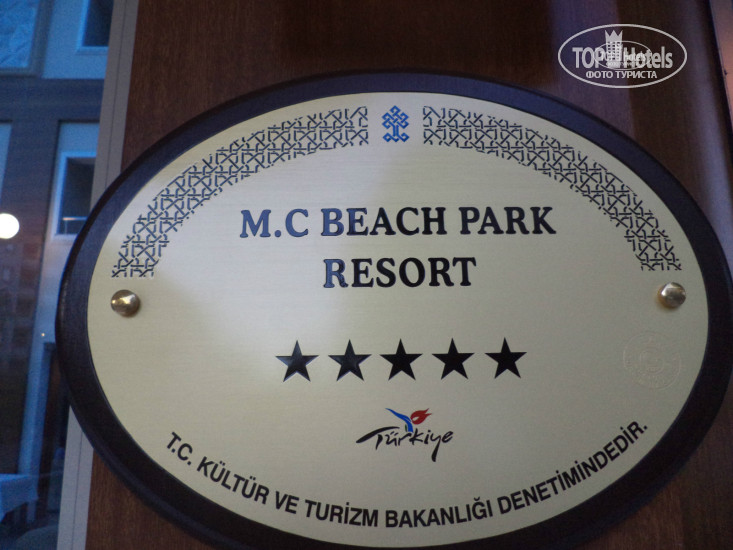 TOP Hotels
ФОТО ТУРИСТА
M.C BEACH PARK
RESORT
Türkiye
T.C. KÜLTÜR VE TURİZM BAKANLIĞI DENETİMİNDEDİR.